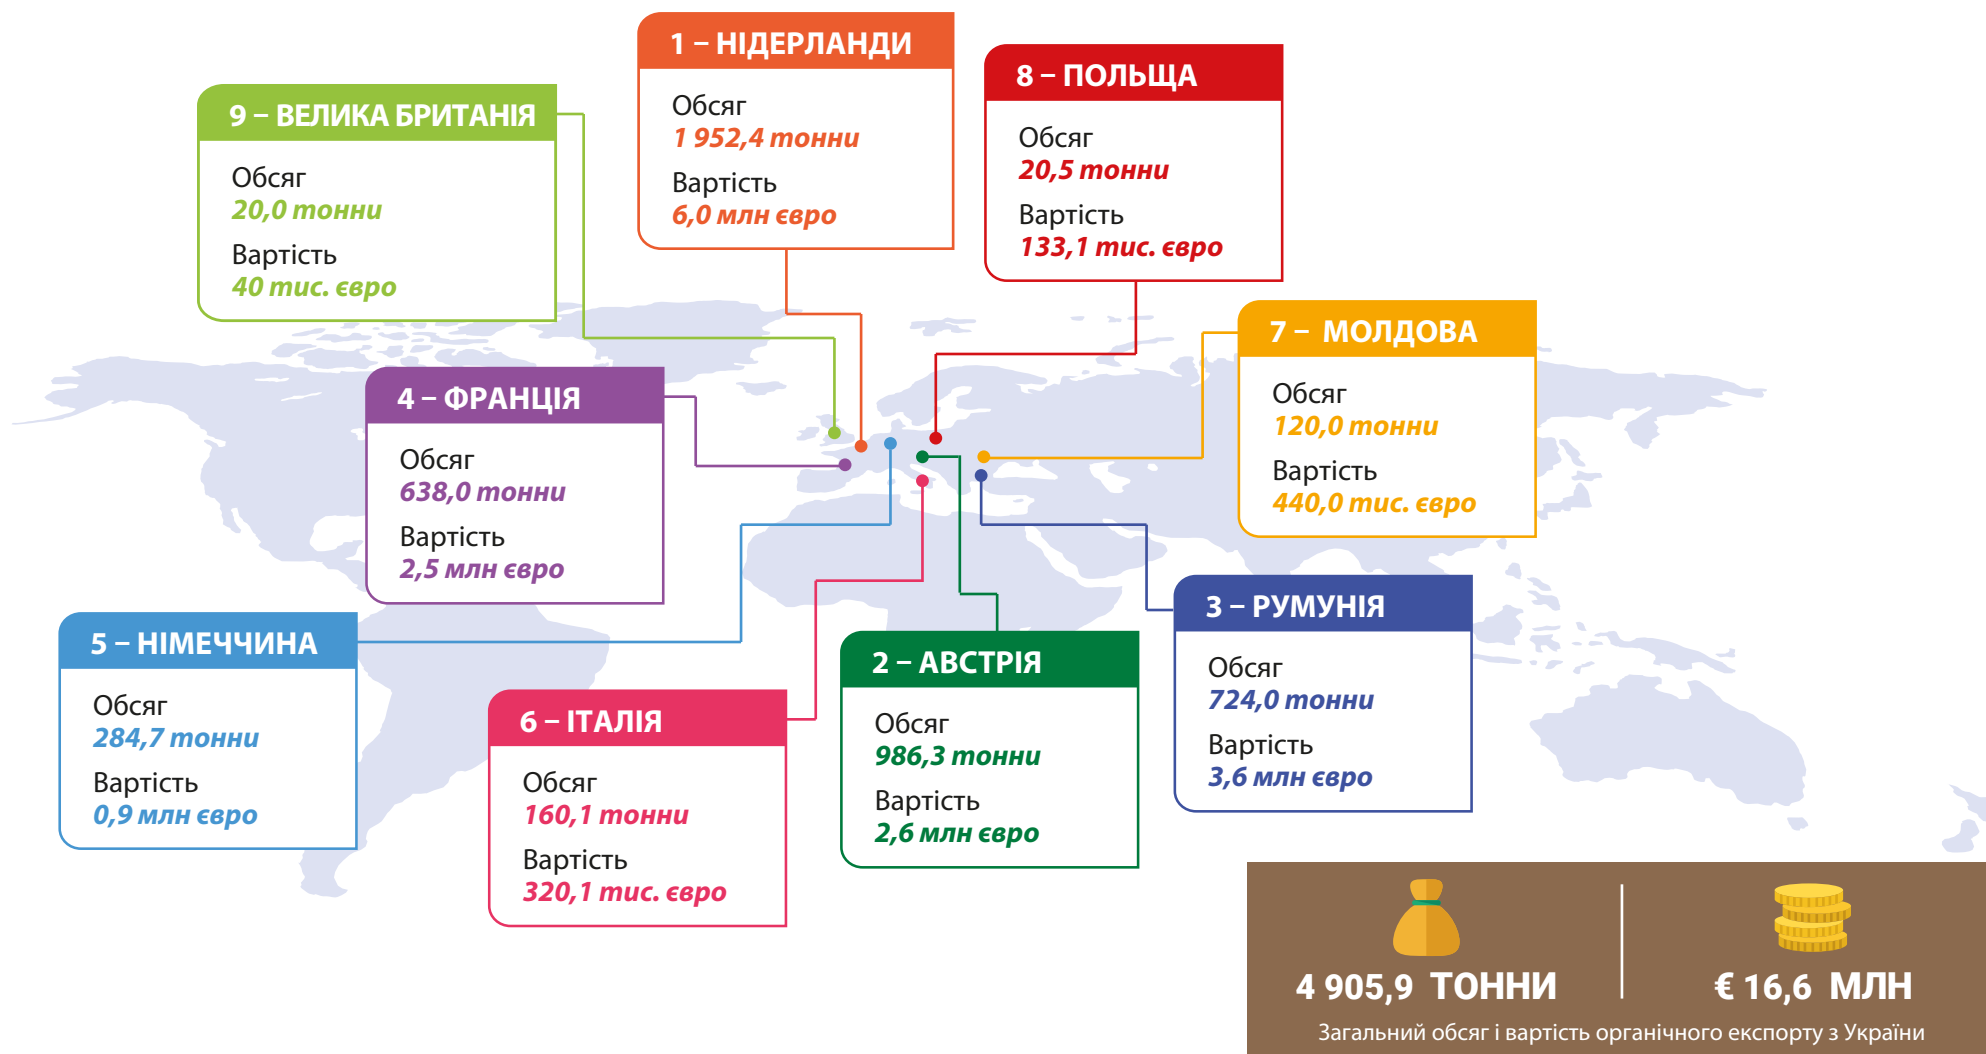 1 – НІДЕРЛАНДИ
Обсяг
1 952,4 тонни
Вартість
6,0 млн євро
8 – ПОЛЬЩА
Обсяг
20,5 тонни
Вартість
133,1 тис. євро
9 – ВЕЛИКА БРИТАНІЯ
Обсяг
20,0 тонни
Вартість
40 тис. євро
7 – МОЛДОВА
Обсяг
120,0 тонни
Вартість
440,0 тис. євро
4 – ФРАНЦІЯ
Обсяг
638,0 тонни
Вартість
2,5 млн євро
3 – РУМУНІЯ
Обсяг
724,0 тонни
Вартість
3,6 млн євро
5 – НІМЕЧЧИНА
Обсяг
284,7 тонни
Вартість
0,9 млн євро
2 – АВСТРІЯ
Обсяг
986,3 тонни
Вартість
2,6 млн євро
6 – ІТАЛІЯ
Обсяг
160,1 тонни
Вартість
320,1 тис. євро
4 905,9 ТОННИ
€ 16,6 МЛН
Загальний обсяг і вартість органічного експорту з України